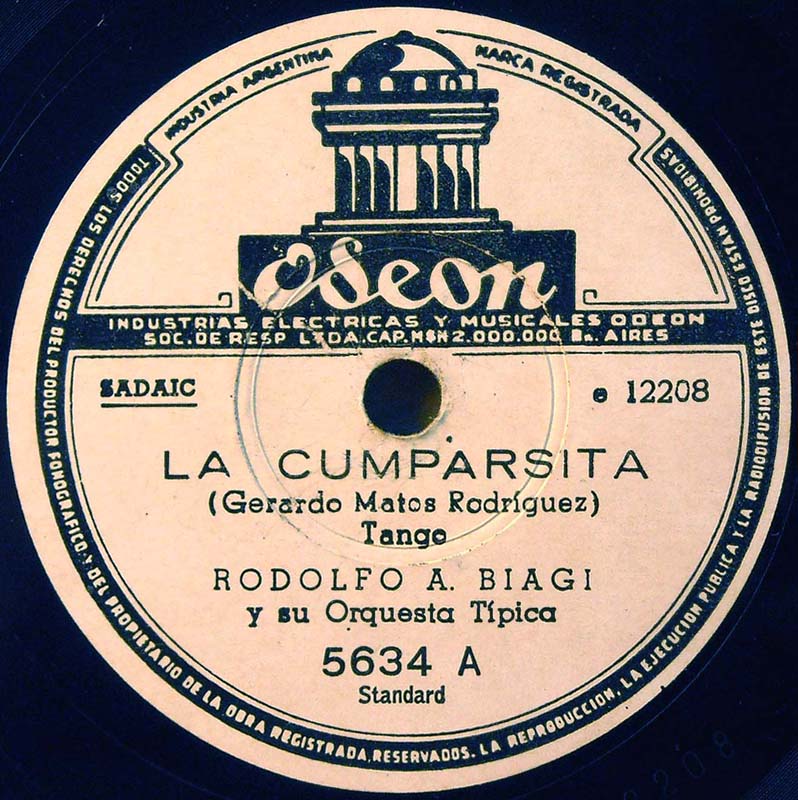 INDUSTRIA ARGENTINA
MARCA REGISTRADA
Odeon
INDUSTRIAS ELECTRICAS Y MUSICALES ODEON
SOC. DE RESP LTDA. CAP. M$N 2.000.000 Bs. AIRES
SADAIC
e 12208
LA CUMPARSITA
(Gerardo Matos Rodríguez)
Tango
RODOLFO A. BIAGI
y su Orquesta Típica
5634 A
Standard
TODOS LOS DERECHOS DEL PRODUCTOR FONOGRAFICO Y DEL PROPIETARIO DE LA OBRA REGISTRADA, RESERVADOS. LA REPRODUCCION, LA EJECUCION PUBLICA Y LA RADIODIFUSION DE ESTE DISCO ESTAN PROHIBIDAS